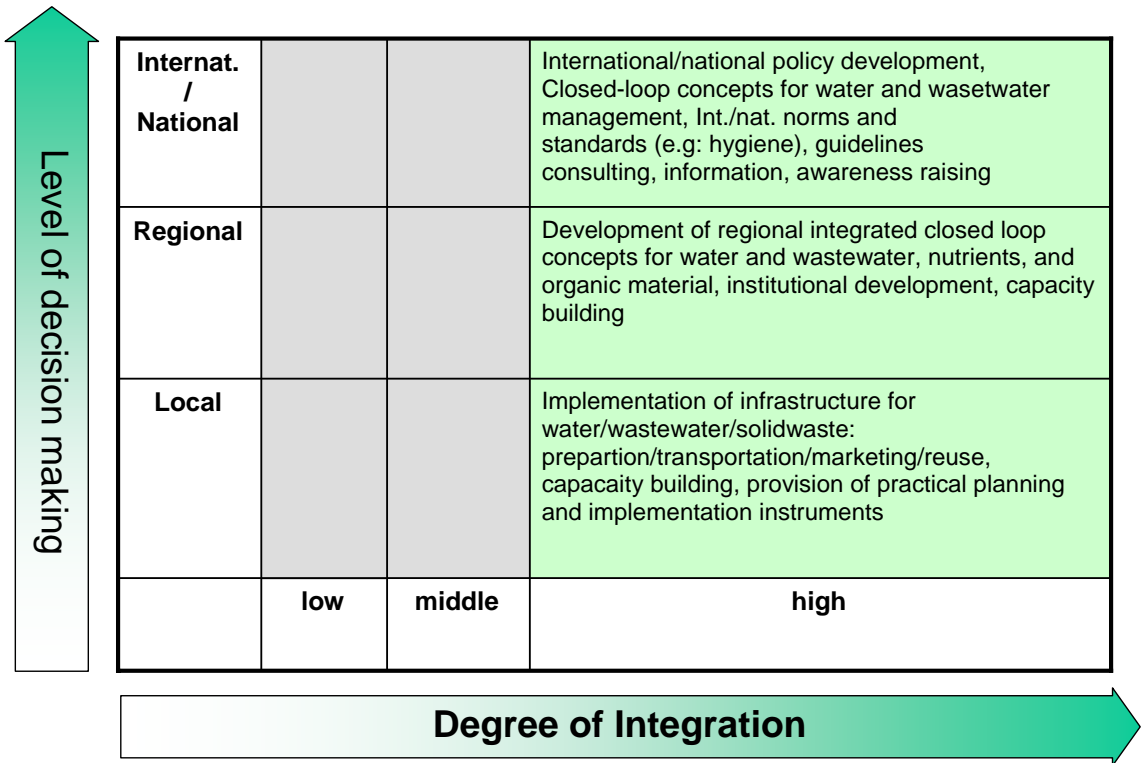 Level of decision making
Internat.
/
National
International/national policy development,
Closed-loop concepts for water and wasetwater
management, Int./nat. norms and
standards (e.g: hygiene), guidelines
consulting, information, awareness raising
Regional
Development of regional integrated closed loop
concepts for water and wastewater, nutrients, and
organic material, institutional development, capacity
building
Local
Implementation of infrastructure for
water/wastewater/solidwaste:
prepartion/transportation/marketing/reuse,
capacaity building, provision of practical planning
and implementation instruments
low
middle
high
Degree of Integration